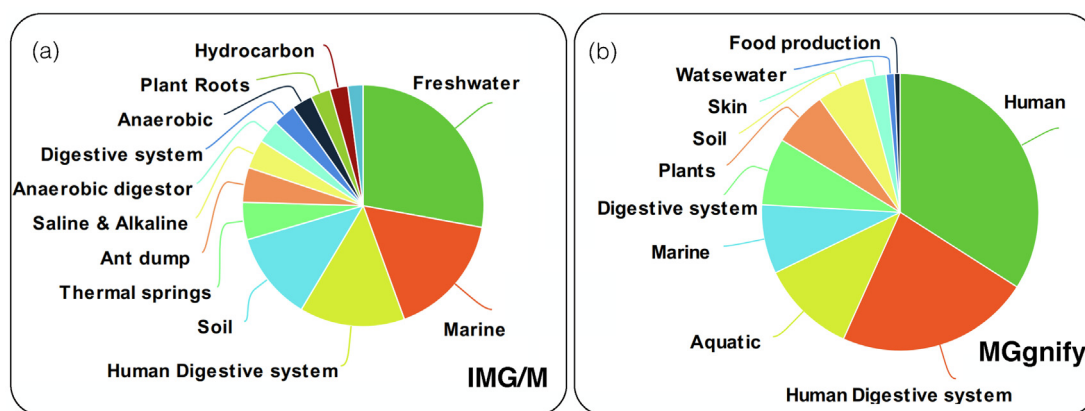 (a)
Hydrocarbon
Plant Roots
Anaerobic
Digestive system
Anaerobic digestor
Saline & Alkaline
Ant dump
Thermal springs
Soil
Human Digestive system
Freshwater
Marine
IMG/M
(b)
Food production
Watsewater
Skin
Soil
Plants
Digestive system
Marine
Aquatic
Human Digestive system
Human
MGgnify